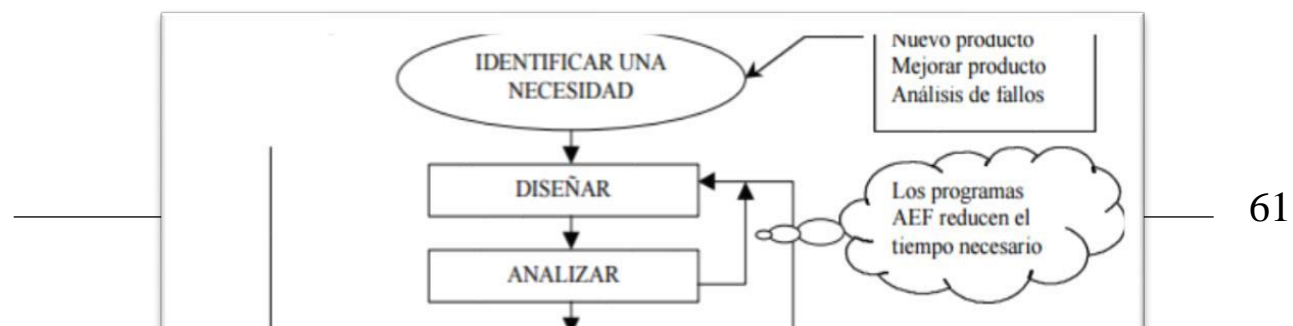 IDENTIFICAR UNA
NECESIDAD
Nuevo producto
Mejorar producto
Análisis de fallos
DISEÑAR
Los programas
AEF reducen el
tiempo necesario
61
ANALIZAR